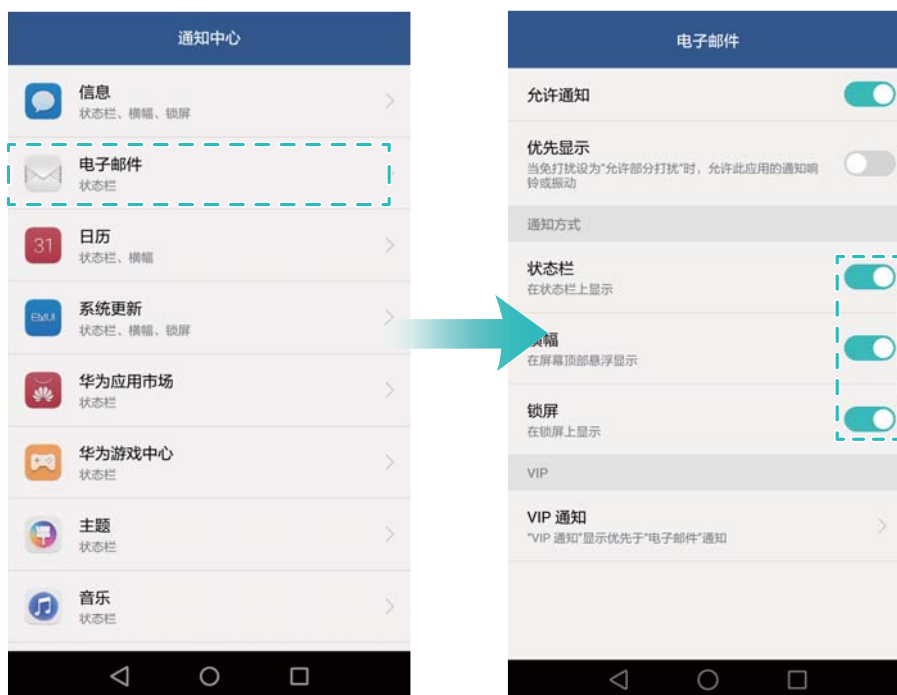 通知中心
信息
状态栏、横幅、锁屏
电子邮件
状态栏
31
日历
状态栏、横幅
EMUI
系统更新
状态栏、横幅、锁屏
华为应用市场
状态栏
华为游戏中心
状态栏
主题
状态栏
音乐
状态栏
电子邮件
允许通知
优先显示
当免打扰设为“允许部分打扰”时，允许此应用的通知响
铃或振动
通知方式
状态栏
在状态栏上显示
横幅
在屏幕顶部悬浮显示
锁屏
在锁屏上显示
VIP
VIP 通知
“VIP 通知”显示优先于“电子邮件”通知